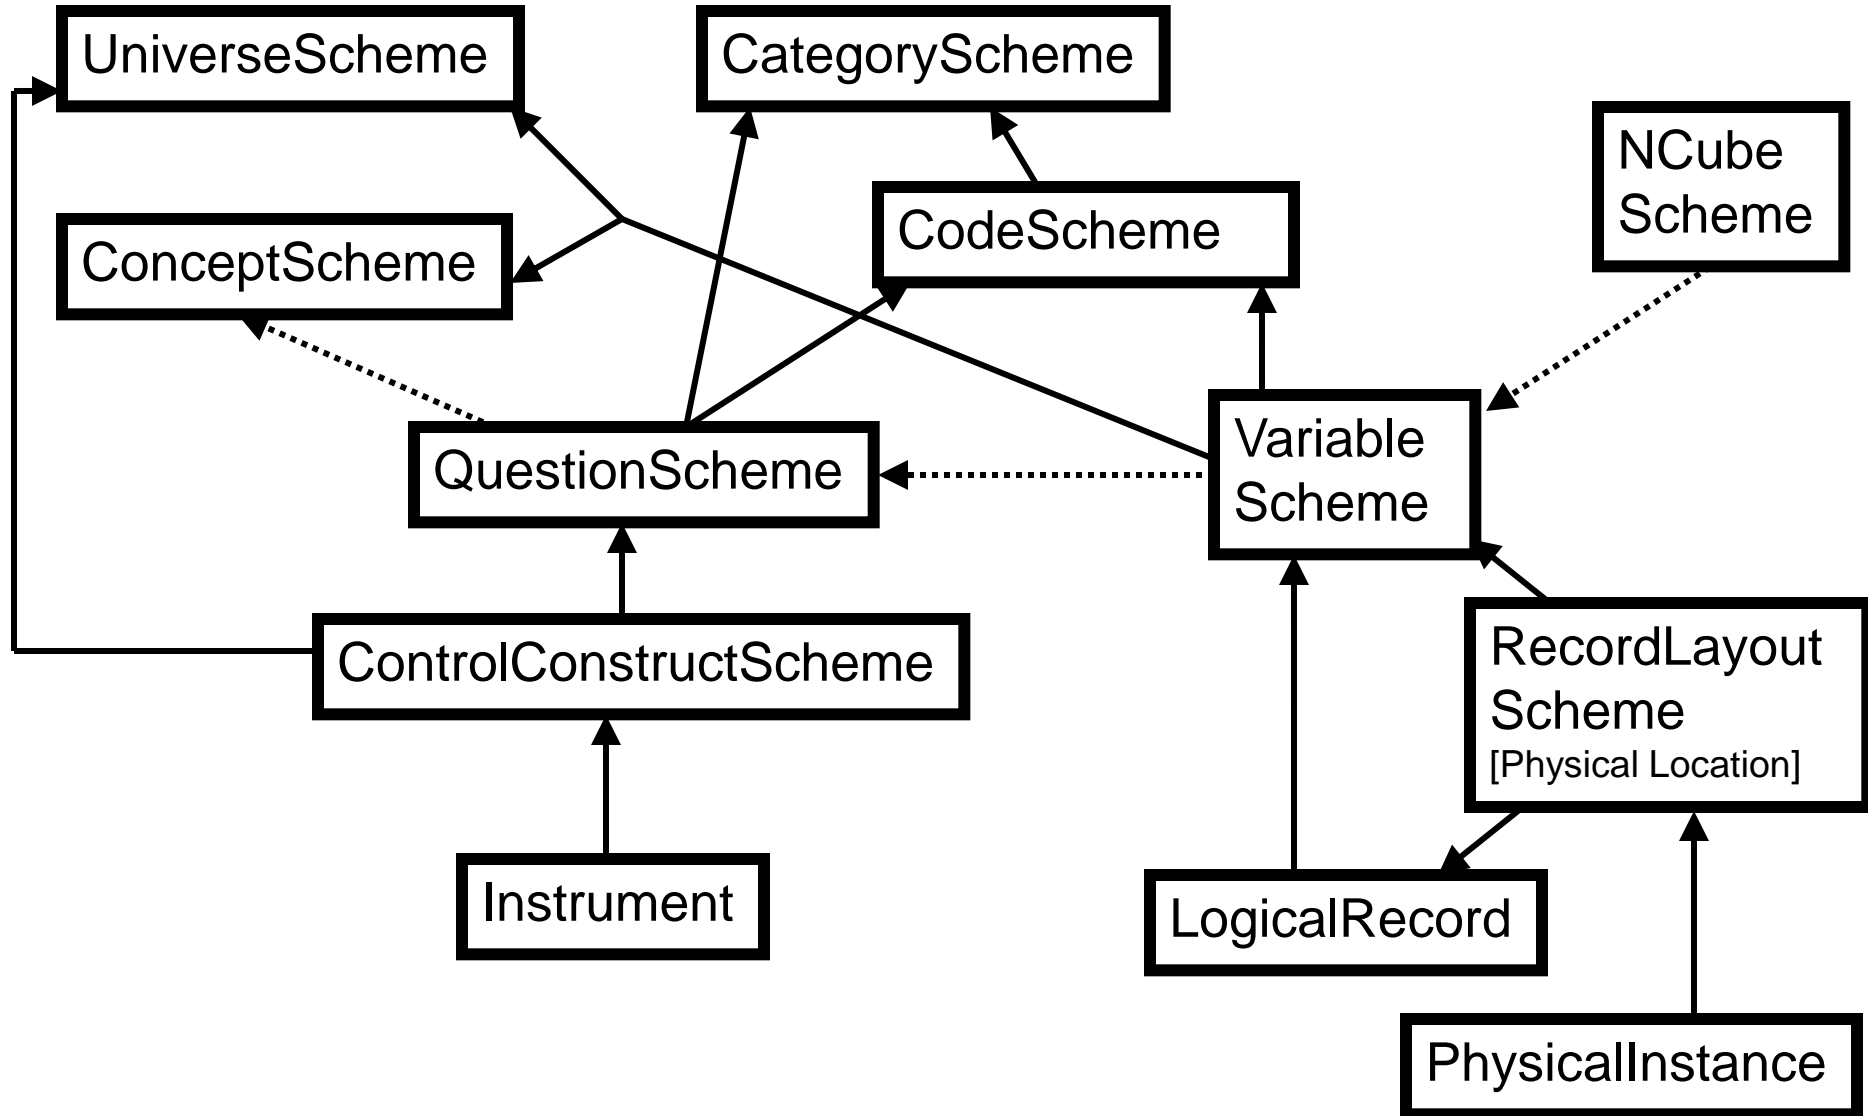 UniverseScheme
CategoryScheme
NCube
Scheme
ConceptScheme
CodeScheme
QuestionScheme
Variable
Scheme
ControlConstructScheme
RecordLayout
Scheme
[Physical Location]
Instrument
LogicalRecord
PhysicalInstance